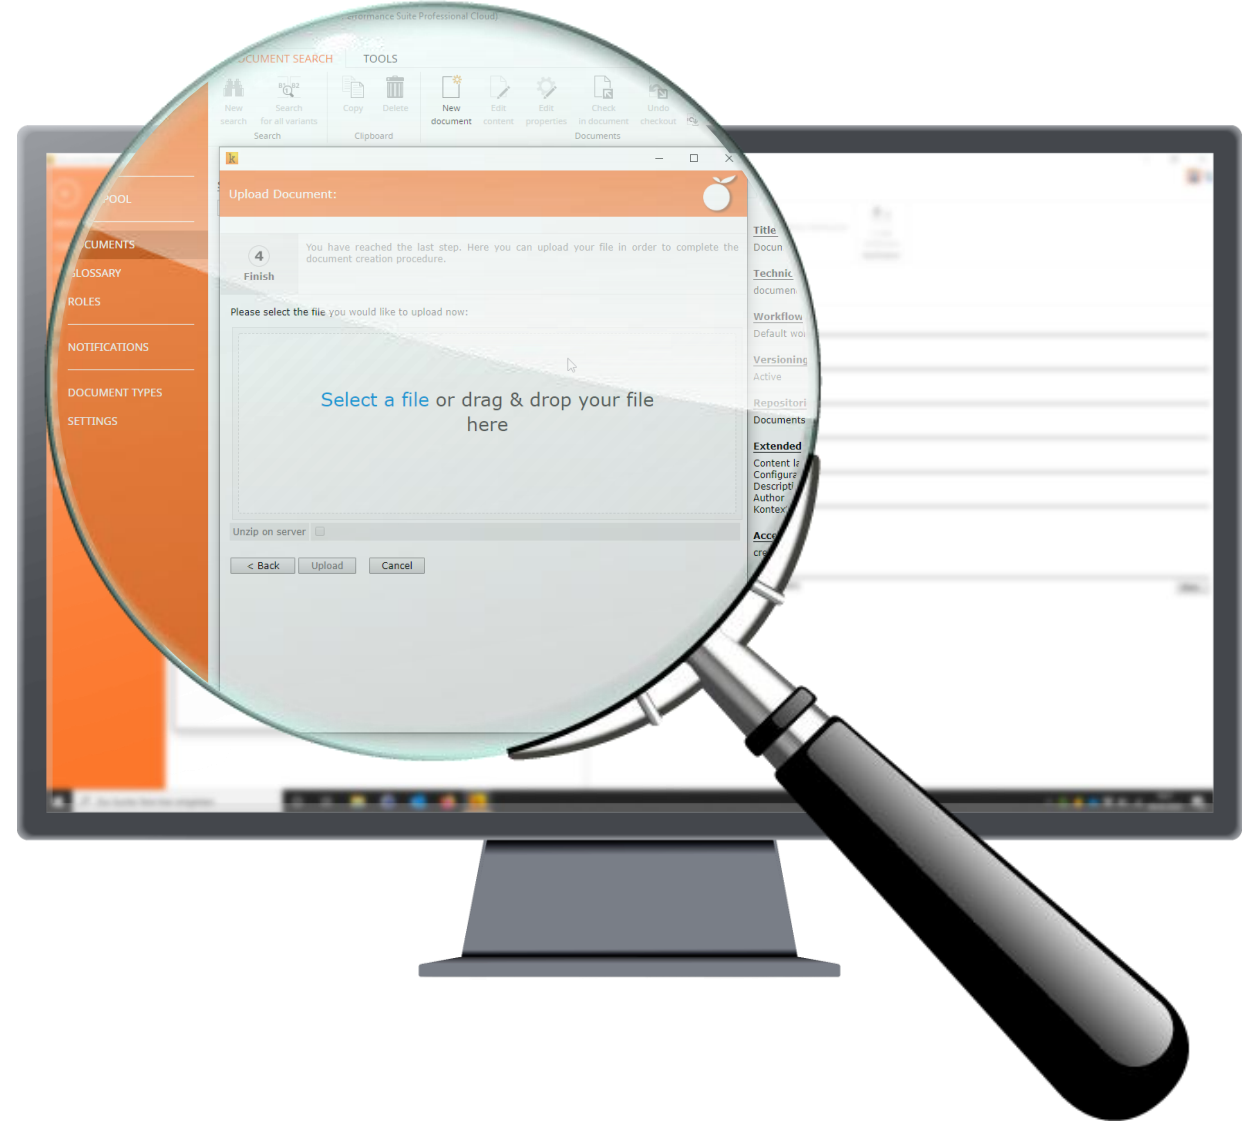 erformance Suite Professional Cloud)
OCUMENT SEARCH TOOLS
New search
Search for all variants
Copy
Delete
New document
Edit content
Edit properties
Check in document
Undo checkout
Search
Clipboard
Documents
k
Upload Document:
POOL
CUMENTS
GLOSSARY
ROLES
NOTIFICATIONS
DOCUMENT TYPES
SETTINGS
4
Finish
You have reached the last step. Here you can upload your file in order to complete the
document creation procedure.
Please select the file you would like to upload now:
Select a file or drag & drop your file
here
Unzip on server
< Back Upload Cancel
Title
Docun
Technic
documen
Workflow
Default wo
Versioning
Active
Repositori
Documents
Extended
Content la
Configura
Descripti
Author
Kontex
Acce
cre